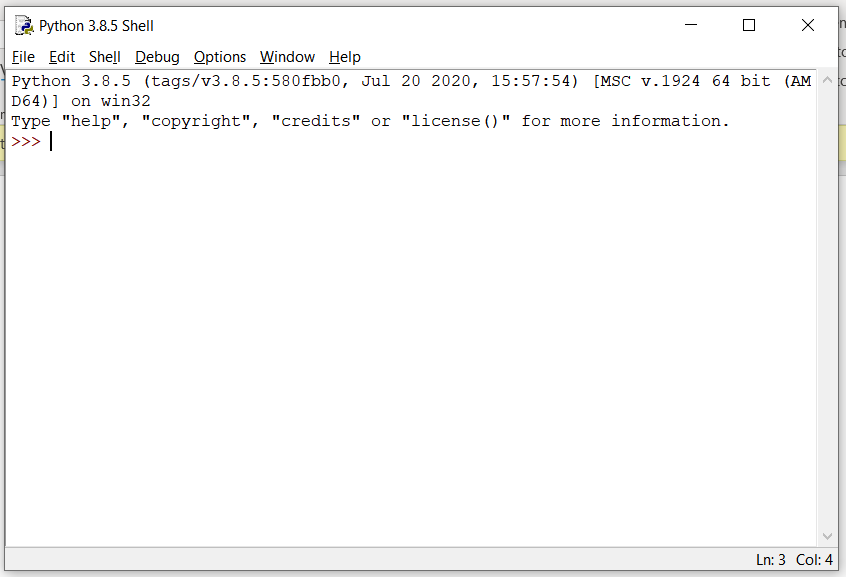 Python 3.8.5 Shell
File Edit Shell Debug Options Window Help
Python 3.8.5 (tags/v3.8.5:580fbb0, Jul 20 2020, 15:57:54) [MSC v.1924 64 bit (AM
D64)] on win32
Type "help", "copyright", "credits" or "license()" for more information.
>>>
Ln: 3 Col: 4